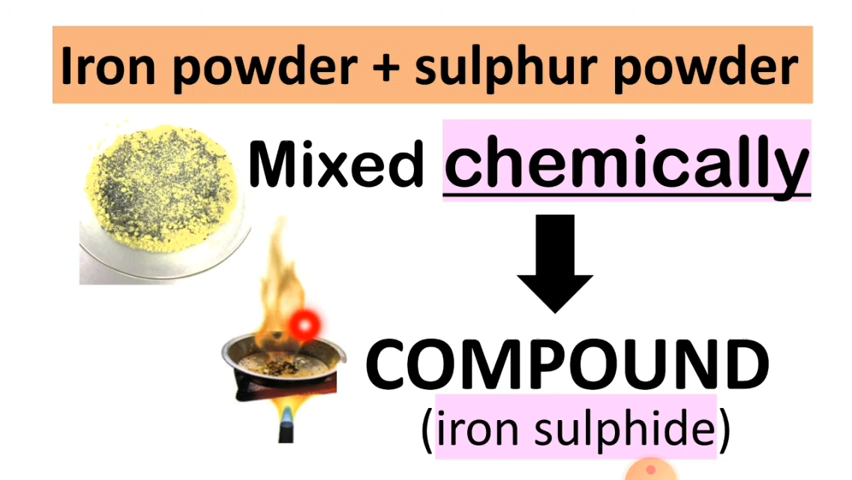 Iron powder + sulphur powder
Mixed chemically
COMPOUND
(iron sulphide)